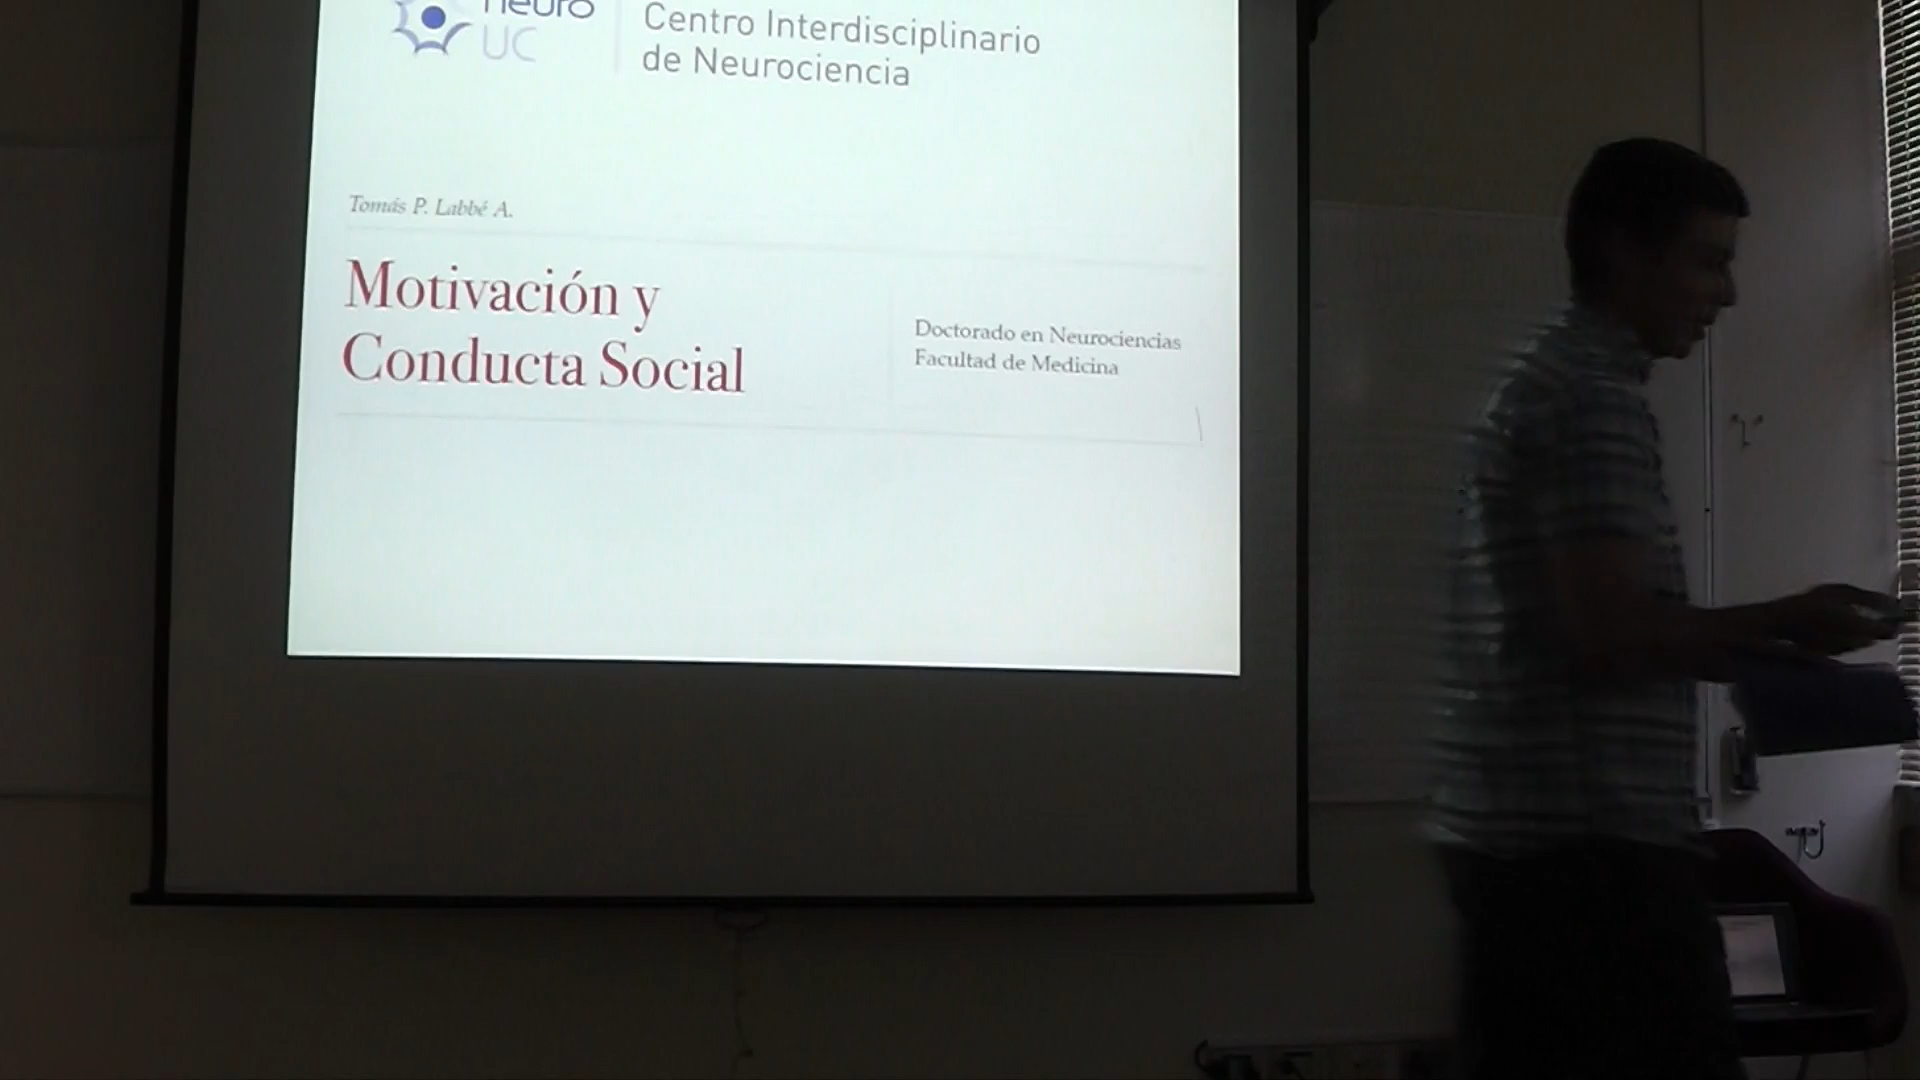 neuro
UC
Centro Interdisciplinario
de Neurociencia
Tomás P. Labbé A.
Motivación y
Conducta Social
Doctorado en Neurociencias
Facultad de Medicina